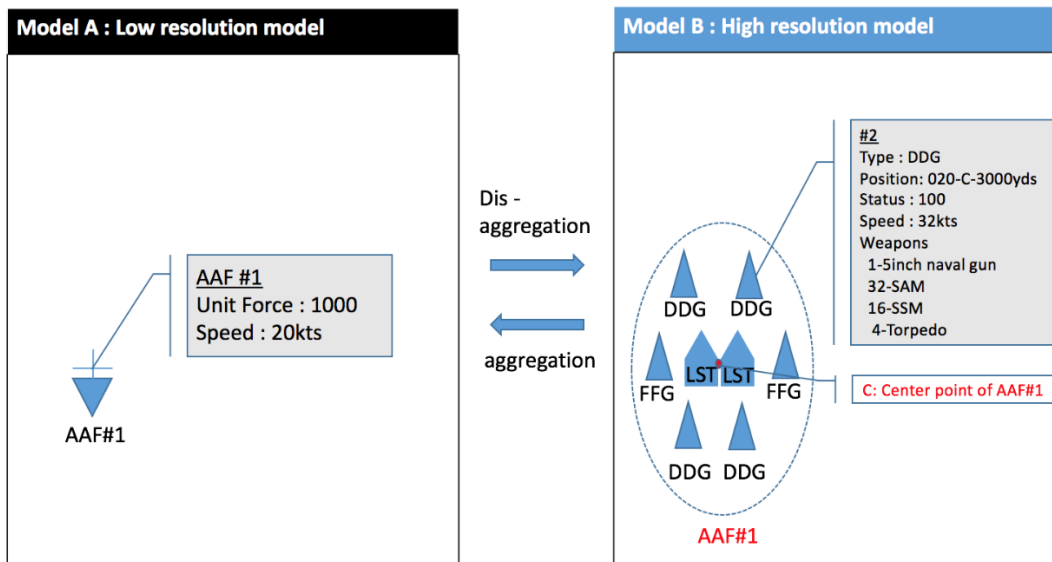 Model A : Low resolution model
AAF #1
Unit Force : 1000
Speed : 20kts
AAF#1
Dis -
aggregation
aggregation
Model B : High resolution model
#2
Type : DDG
Position: 020-C-3000yds
Status : 100
Speed : 32kts
Weapons
1-5inch naval gun
32-SAM
16-SSM
4-Torpedo
DDG
DDG
FFG
LST
LST
FFG
C: Center point of AAF#1
DDG
DDG
AAF#1